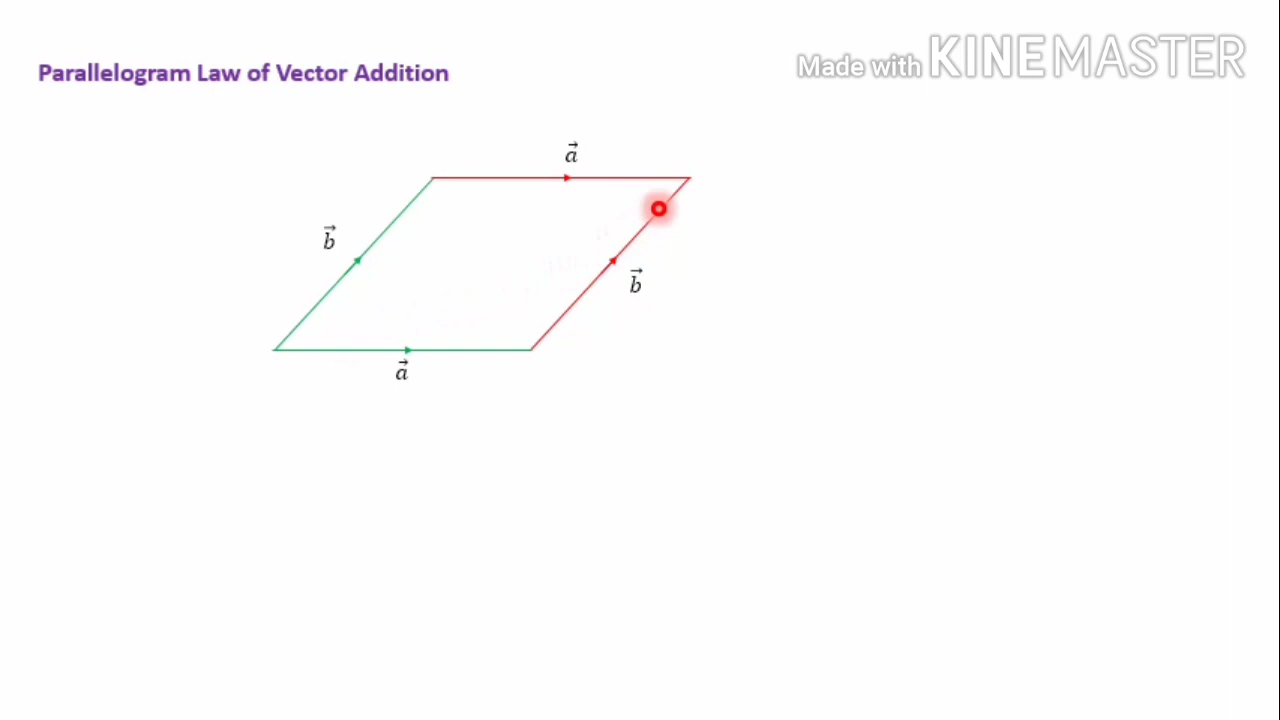 Made with KINEMASTER
Parallelogram Law of Vector Addition
a⃗
b⃗
b⃗
a⃗